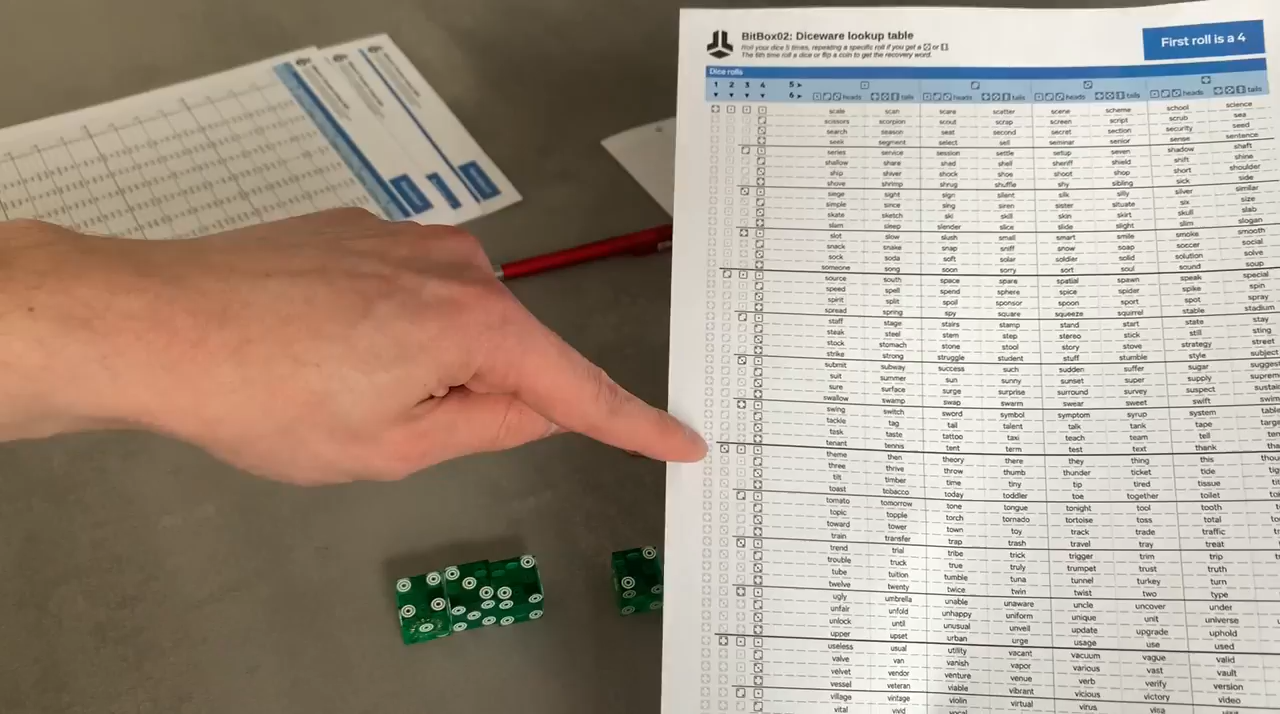 BitBox02: Diceware lookup table
Roll your dice 5 times, repeating a specific roll if you get a or
The 6th time roll a dice or flip a coin to get the recovery word.
First roll is a 4
Dice rolls
1 2 3 4 5
6 heads tails heads tails heads tails heads tails
scale scan scare scatter scene scheme school science
scissors scorpion scout scrap screen script scrub sea
search season seat second secret section security seed
seek segment select sell seminar senior sense sentence
series service session settle setup seven shadow shaft
shallow share shed shell sheriff shield shift shine
ship shiver shock shoe shoot shop short shoulder
shove shrimp shrug shuffle shy sibling sick side
siege sight sign silent silk silly silver similar
simple since sing siren sister situate six size
skate sketch ski skill skin skirt skull slab
slam sleep slender slice slide slight slim slogan
slot slow slush small smart smile smoke smooth
snack snake snap sniff snow soap soccer social
sock soda soft solar soldier solid solution solve
someone song soon sorry sort soul sound soup
source south space spare spatial spawn speak special
speed spell spend sphere spice spider spike spin
spirit split spoil sponsor spoon sport spot spray
spread spring spy square squeeze squirrel stable stadium
staff stage stairs stamp stand start state stay
steak steel stem step stereo stick still sting
stock stomach stone stool story stove strategy street
strike strong struggle student stuff stumble style subject
submit subway success such sudden suffer sugar
suit summer sun sunny sunset super supply
sure surface surge surprise surround survey suspect
swallow swamp swap swarm swear sweet swift
swing switch sword symbol symptom syrup system
tackle tag tail talent talk tank tape
task taste tattoo taxi teach team tell
tenant tennis tent term test text thank
theme then theory there they thing this
three thrive throw thumb thunder ticket tide
tilt timber time tiny tip tired tissue
toast tobacco today toddler toe together toilet
tomato tomorrow tone tongue tonight tool tooth
topic topple torch tornado tortoise toss total
toward tower town toy track trade traffic
train transfer trap trash travel tray treat
trend trial tribe trick trigger trim trip
trouble truck true truly trumpet trust truth
tube tuition tumble tuna tunnel turkey turn
twelve twenty twice twin twist two type
ugly umbrella unable unaware uncle uncover under
unfair unfold unhappy uniform unique unit universe
unlock until unusual unveil update upgrade uphold
upper upset urban urge usage use used
useless usual utility vacant vacuum vague valid
valve van vanish vapor various vast vault
velvet vendor venture venue verb verify version
vessel veteran viable vibrant vicious victory video
village vintage violin virtual virus visa
vital vivid